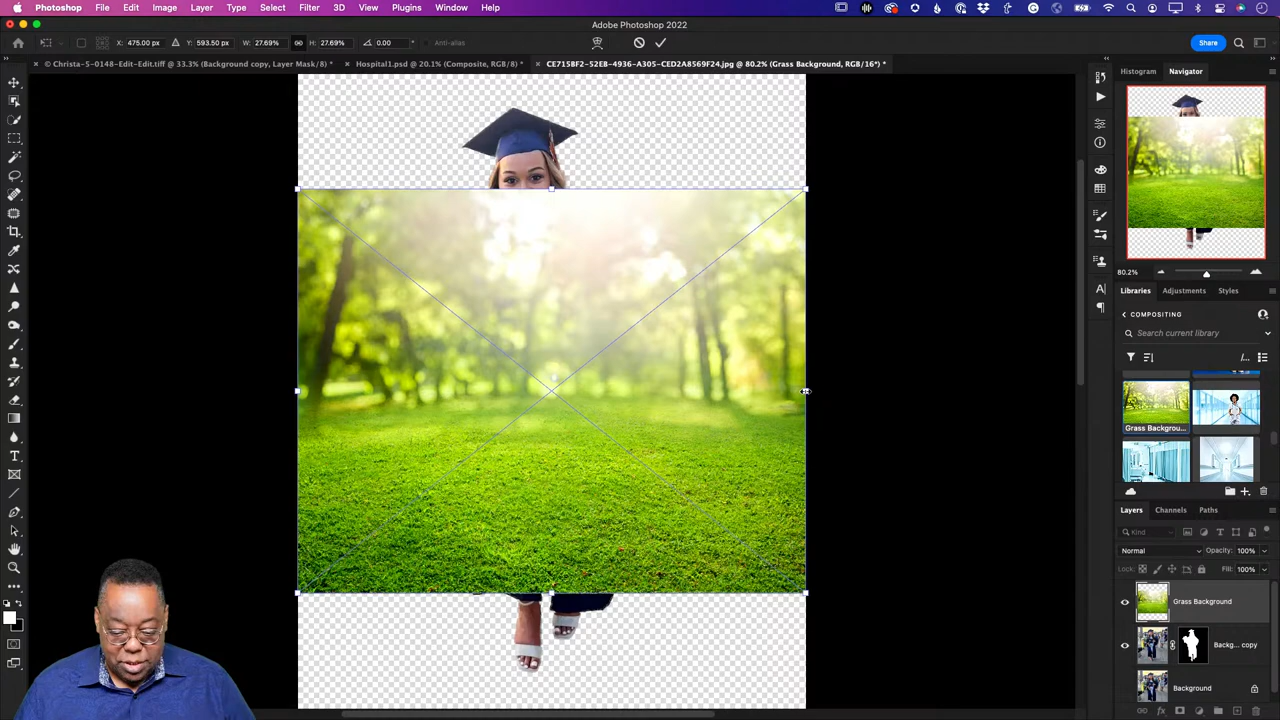 Photoshop File Edit Image Layer Type Select Filter 3D View Plugins Window Help
Adobe Photoshop 2022
X: 475.00 px Y: 593.50 px W: 27.69% H: 27.69% 0.00 ° Anti-alias Share
× © Christa-5-0148-Edit-Edit.tiff @ 33.3% (Background copy, Layer Mask/8) * × Hospital1.psd @ 20.1% (Composite, RGB/8) * × CE715BF2-52EB-4936-A305-CED2A8569F24.jpg @ 80.2% (Grass Background, RGB/16*) *
Histogram Navigator
80.2%
Libraries Adjustments Styles
COMPOSITING
Search current library
Grass Backgrou...
Layers Channels Paths
Kind
Normal Opacity: 100%
Lock: Fill: 100%
Grass Background
Backg... copy
Background